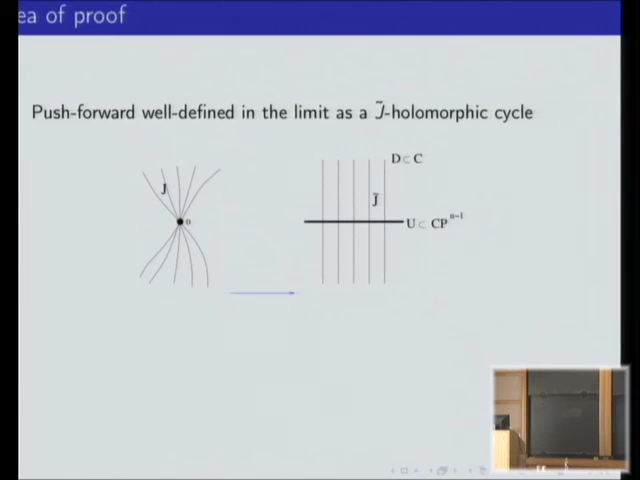 ea of proof
Push-forward well-defined in the limit as a J̃-holomorphic cycle
D ⊂ C
J
J̃
0
U ⊂ CP^{n-1}